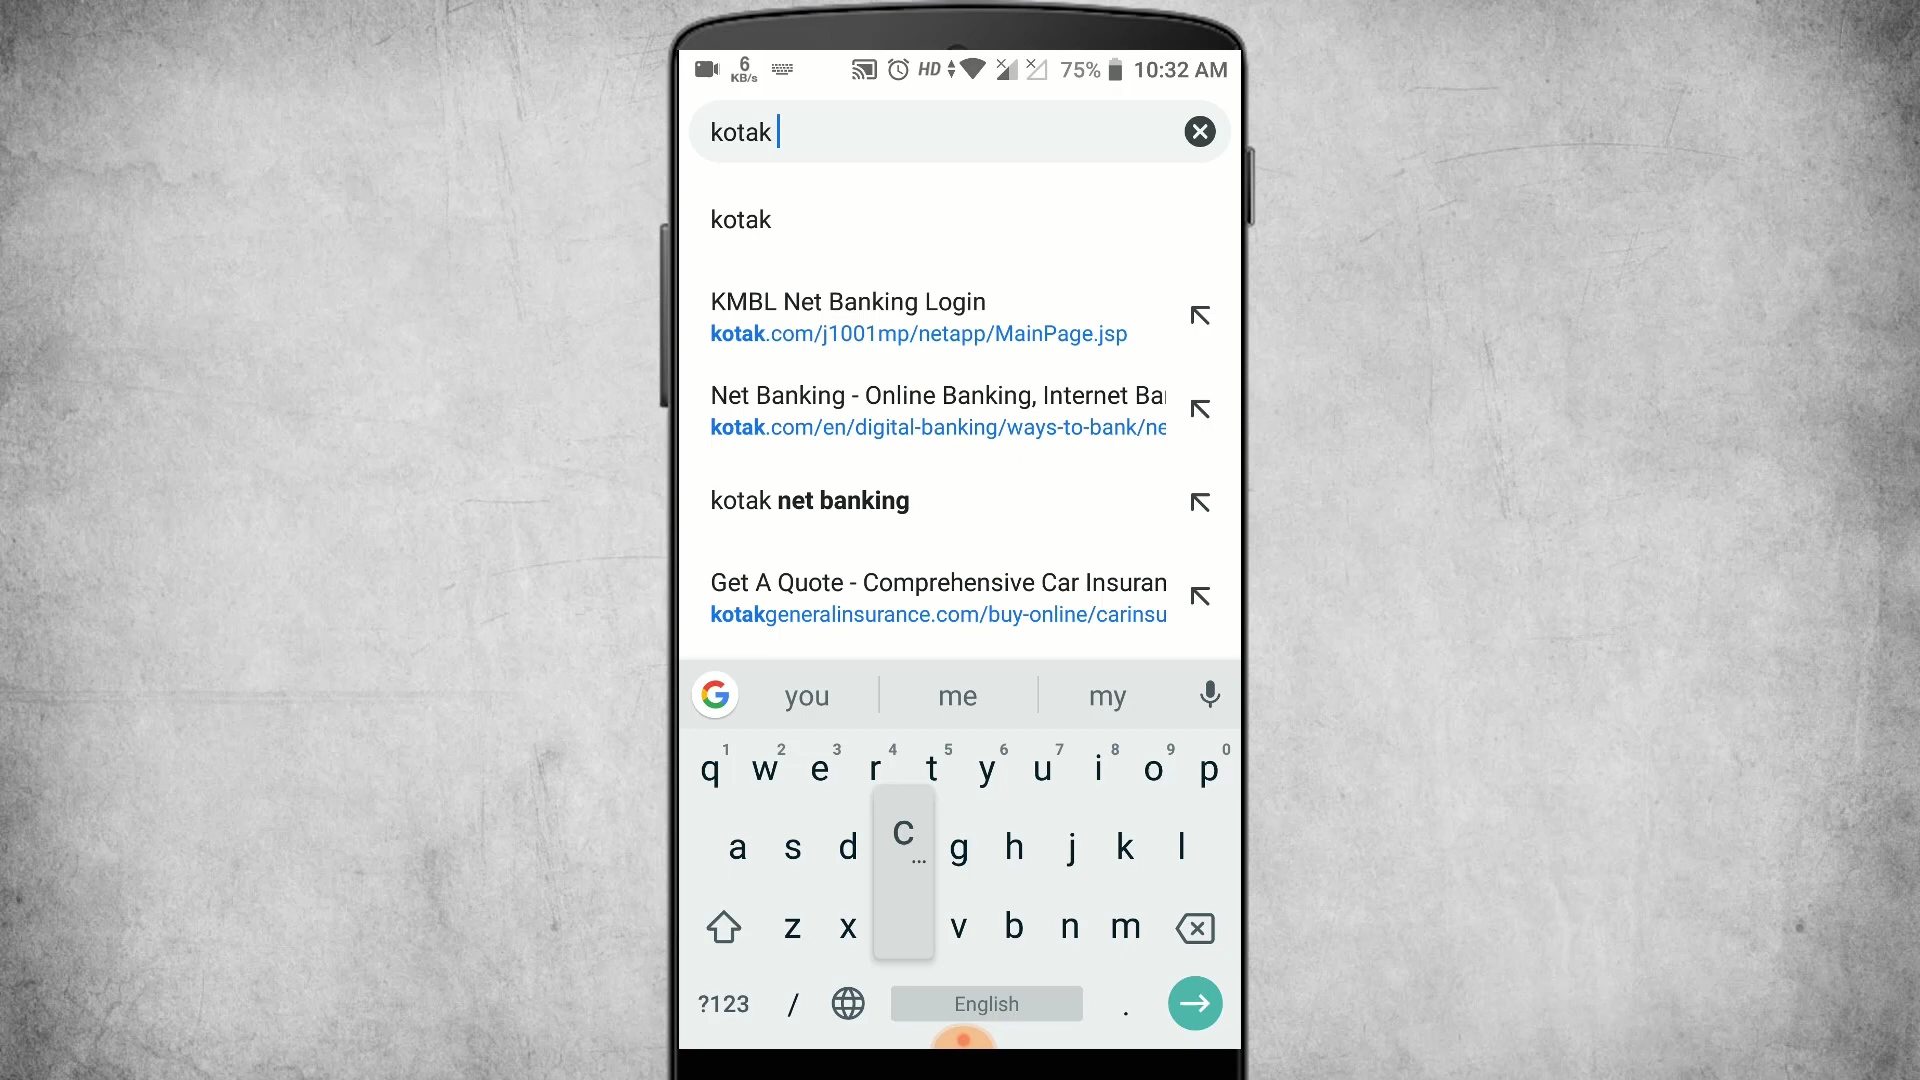 6 KB/s HD 75% 10:32 AM
kotak
kotak
KMBL Net Banking Login
kotak.com/j1001mp/netapp/MainPage.jsp
Net Banking - Online Banking, Internet Ba
kotak.com/en/digital-banking/ways-to-bank/ne
kotak net banking
Get A Quote - Comprehensive Car Insuran
kotakgeneralinsurance.com/buy-online/carinsu
G you me my
1 2 3 4 5 6 7 8 9 0
q w e r t y u i o p
a s d c ... g h j k l
z x v b n m
?123 / English .